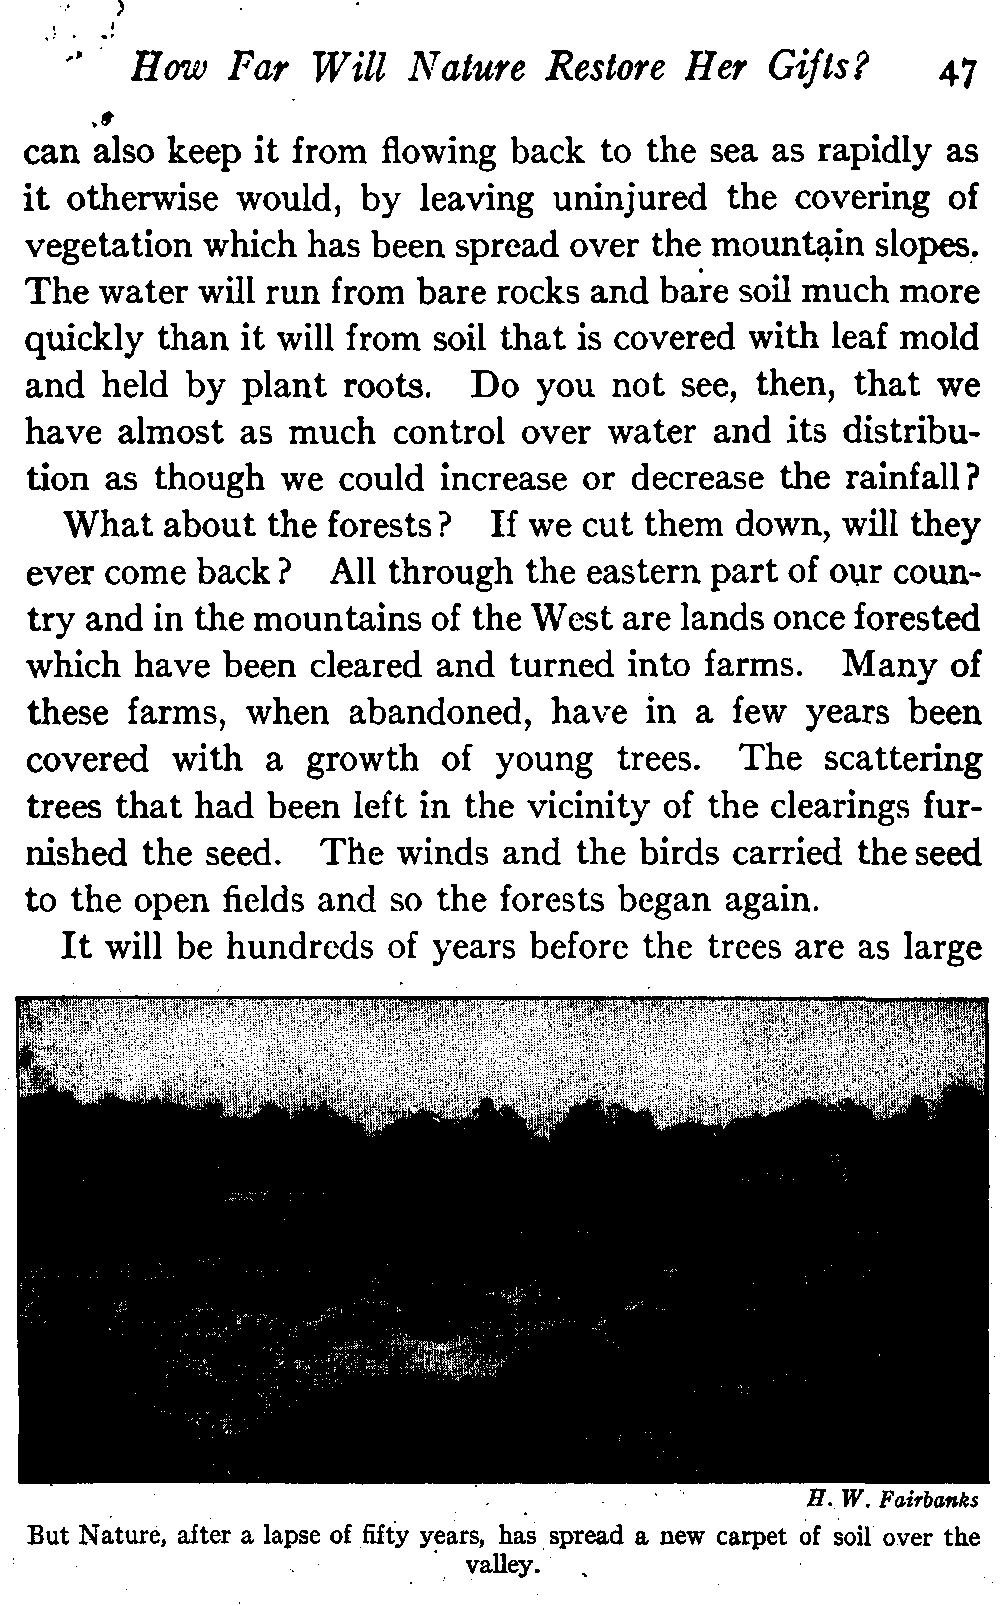 How Far Will Nature Restore Her Gifts? 47
can also keep it from flowing back to the sea as rapidly as
it otherwise would, by leaving uninjured the covering of
vegetation which has been spread over the mountain slopes.
The water will run from bare rocks and bare soil much more
quickly than it will from soil that is covered with leaf mold
and held by plant roots. Do you not see, then, that we
have almost as much control over water and its distribu-
tion as though we could increase or decrease the rainfall?
What about the forests? If we cut them down, will they
ever come back? All through the eastern part of our coun-
try and in the mountains of the West are lands once forested
which have been cleared and turned into farms. Many of
these farms, when abandoned, have in a few years been
covered with a growth of young trees. The scattering
trees that had been left in the vicinity of the clearings fur-
nished the seed. The winds and the birds carried the seed
to the open fields and so the forests began again.
It will be hundreds of years before the trees are as large
H. W. Fairbanks
But Nature, after a lapse of fifty years, has spread a new carpet of soil over the
valley.